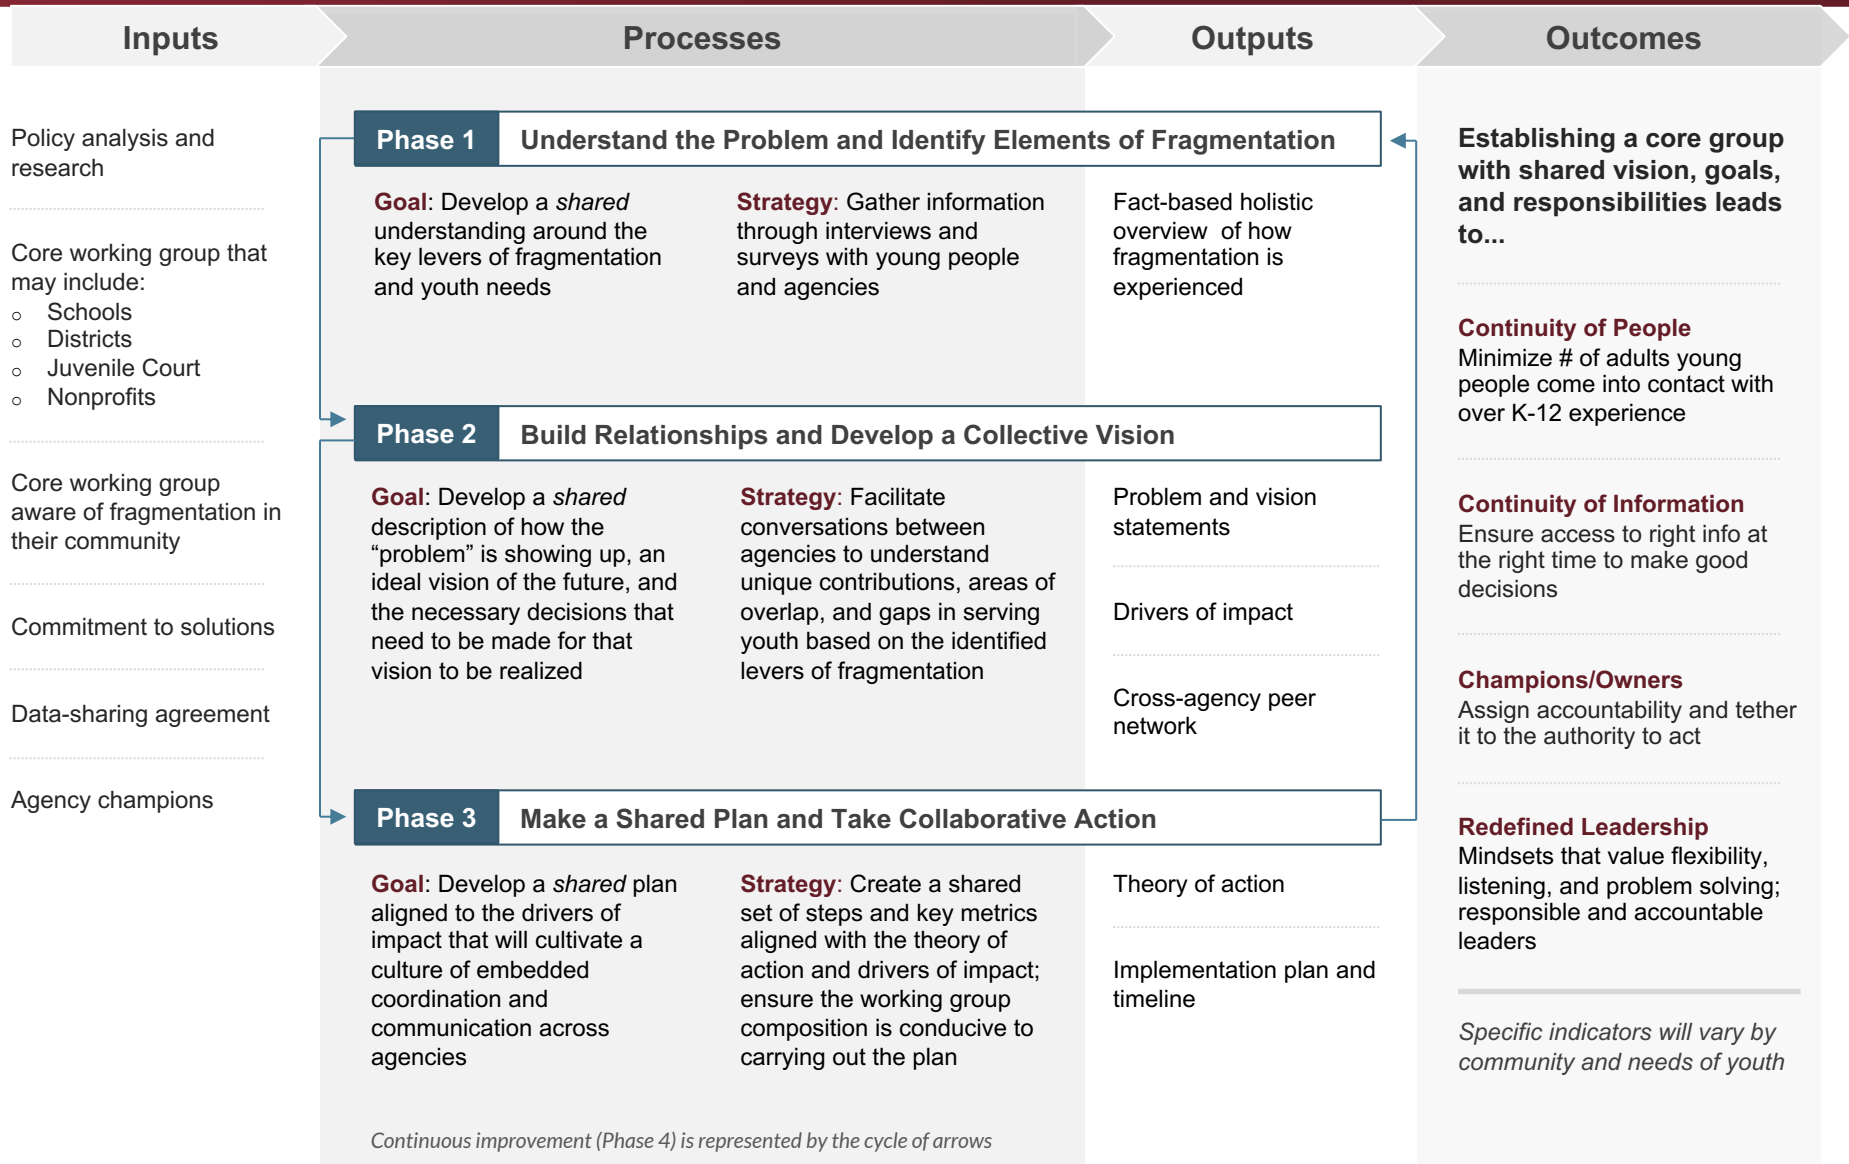 Inputs
Processes
Outputs
Outcomes
Policy analysis and
research
Core working group that
may include:
○ Schools
○ Districts
○ Juvenile Court
○ Nonprofits
Core working group
aware of fragmentation in
their community
Commitment to solutions
Data-sharing agreement
Agency champions
Phase 1
Understand the Problem and Identify Elements of Fragmentation
Goal: Develop a shared
understanding around the
key levers of fragmentation
and youth needs
Strategy: Gather information
through interviews and
surveys with young people
and agencies
Fact-based holistic
overview of how
fragmentation is
experienced
Phase 2
Build Relationships and Develop a Collective Vision
Goal: Develop a shared
description of how the
“problem” is showing up, an
ideal vision of the future, and
the necessary decisions that
need to be made for that
vision to be realized
Strategy: Facilitate
conversations between
agencies to understand
unique contributions, areas of
overlap, and gaps in serving
youth based on the identified
levers of fragmentation
Problem and vision
statements
Drivers of impact
Cross-agency peer
network
Phase 3
Make a Shared Plan and Take Collaborative Action
Goal: Develop a shared plan
aligned to the drivers of
impact that will cultivate a
culture of embedded
coordination and
communication across
agencies
Strategy: Create a shared
set of steps and key metrics
aligned with the theory of
action and drivers of impact;
ensure the working group
composition is conducive to
carrying out the plan
Theory of action
Implementation plan and
timeline
Continuous improvement (Phase 4) is represented by the cycle of arrows
Establishing a core group
with shared vision, goals,
and responsibilities leads
to...
Continuity of People
Minimize # of adults young
people come into contact with
over K-12 experience
Continuity of Information
Ensure access to right info at
the right time to make good
decisions
Champions/Owners
Assign accountability and tether
it to the authority to act
Redefined Leadership
Mindsets that value flexibility,
listening, and problem solving;
responsible and accountable
leaders
Specific indicators will vary by
community and needs of youth